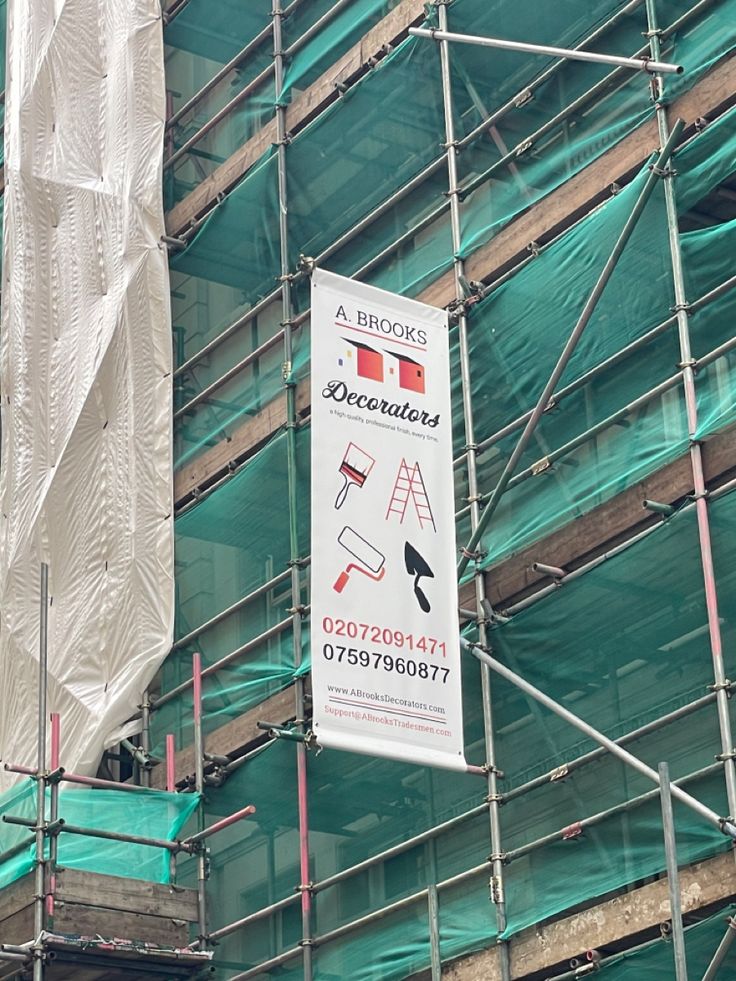 A. BROOKS
Decorators
a high quality, professional finish, every time.
02072091471
07597960877
www.ABrooksDecorators.com
Support@ABrooksTradesmen.com